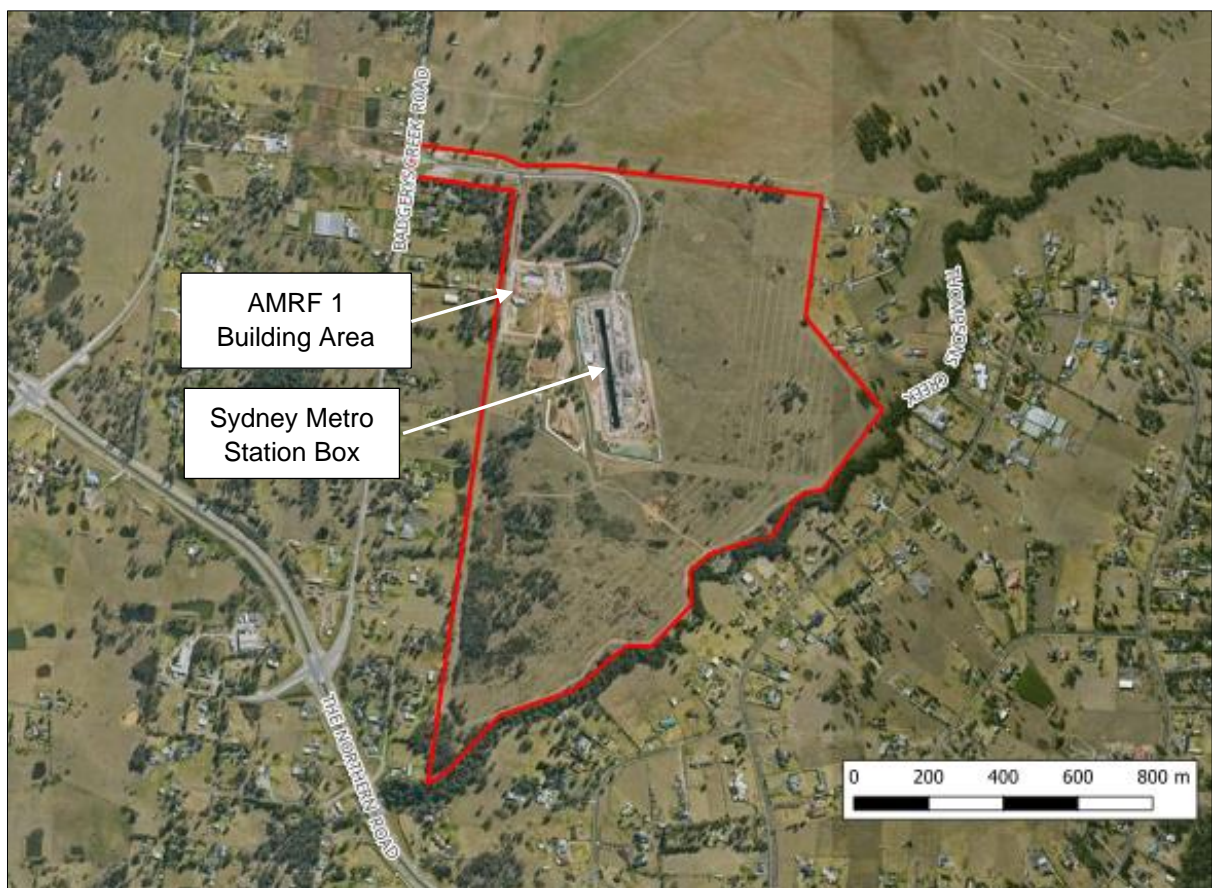 BADGERYS CREEK ROAD
AMRF 1
Building Area
Sydney Metro
Station Box
THOMPSONS
CREEK
THE NORTHERN ROAD
0 200 400 600 800 m